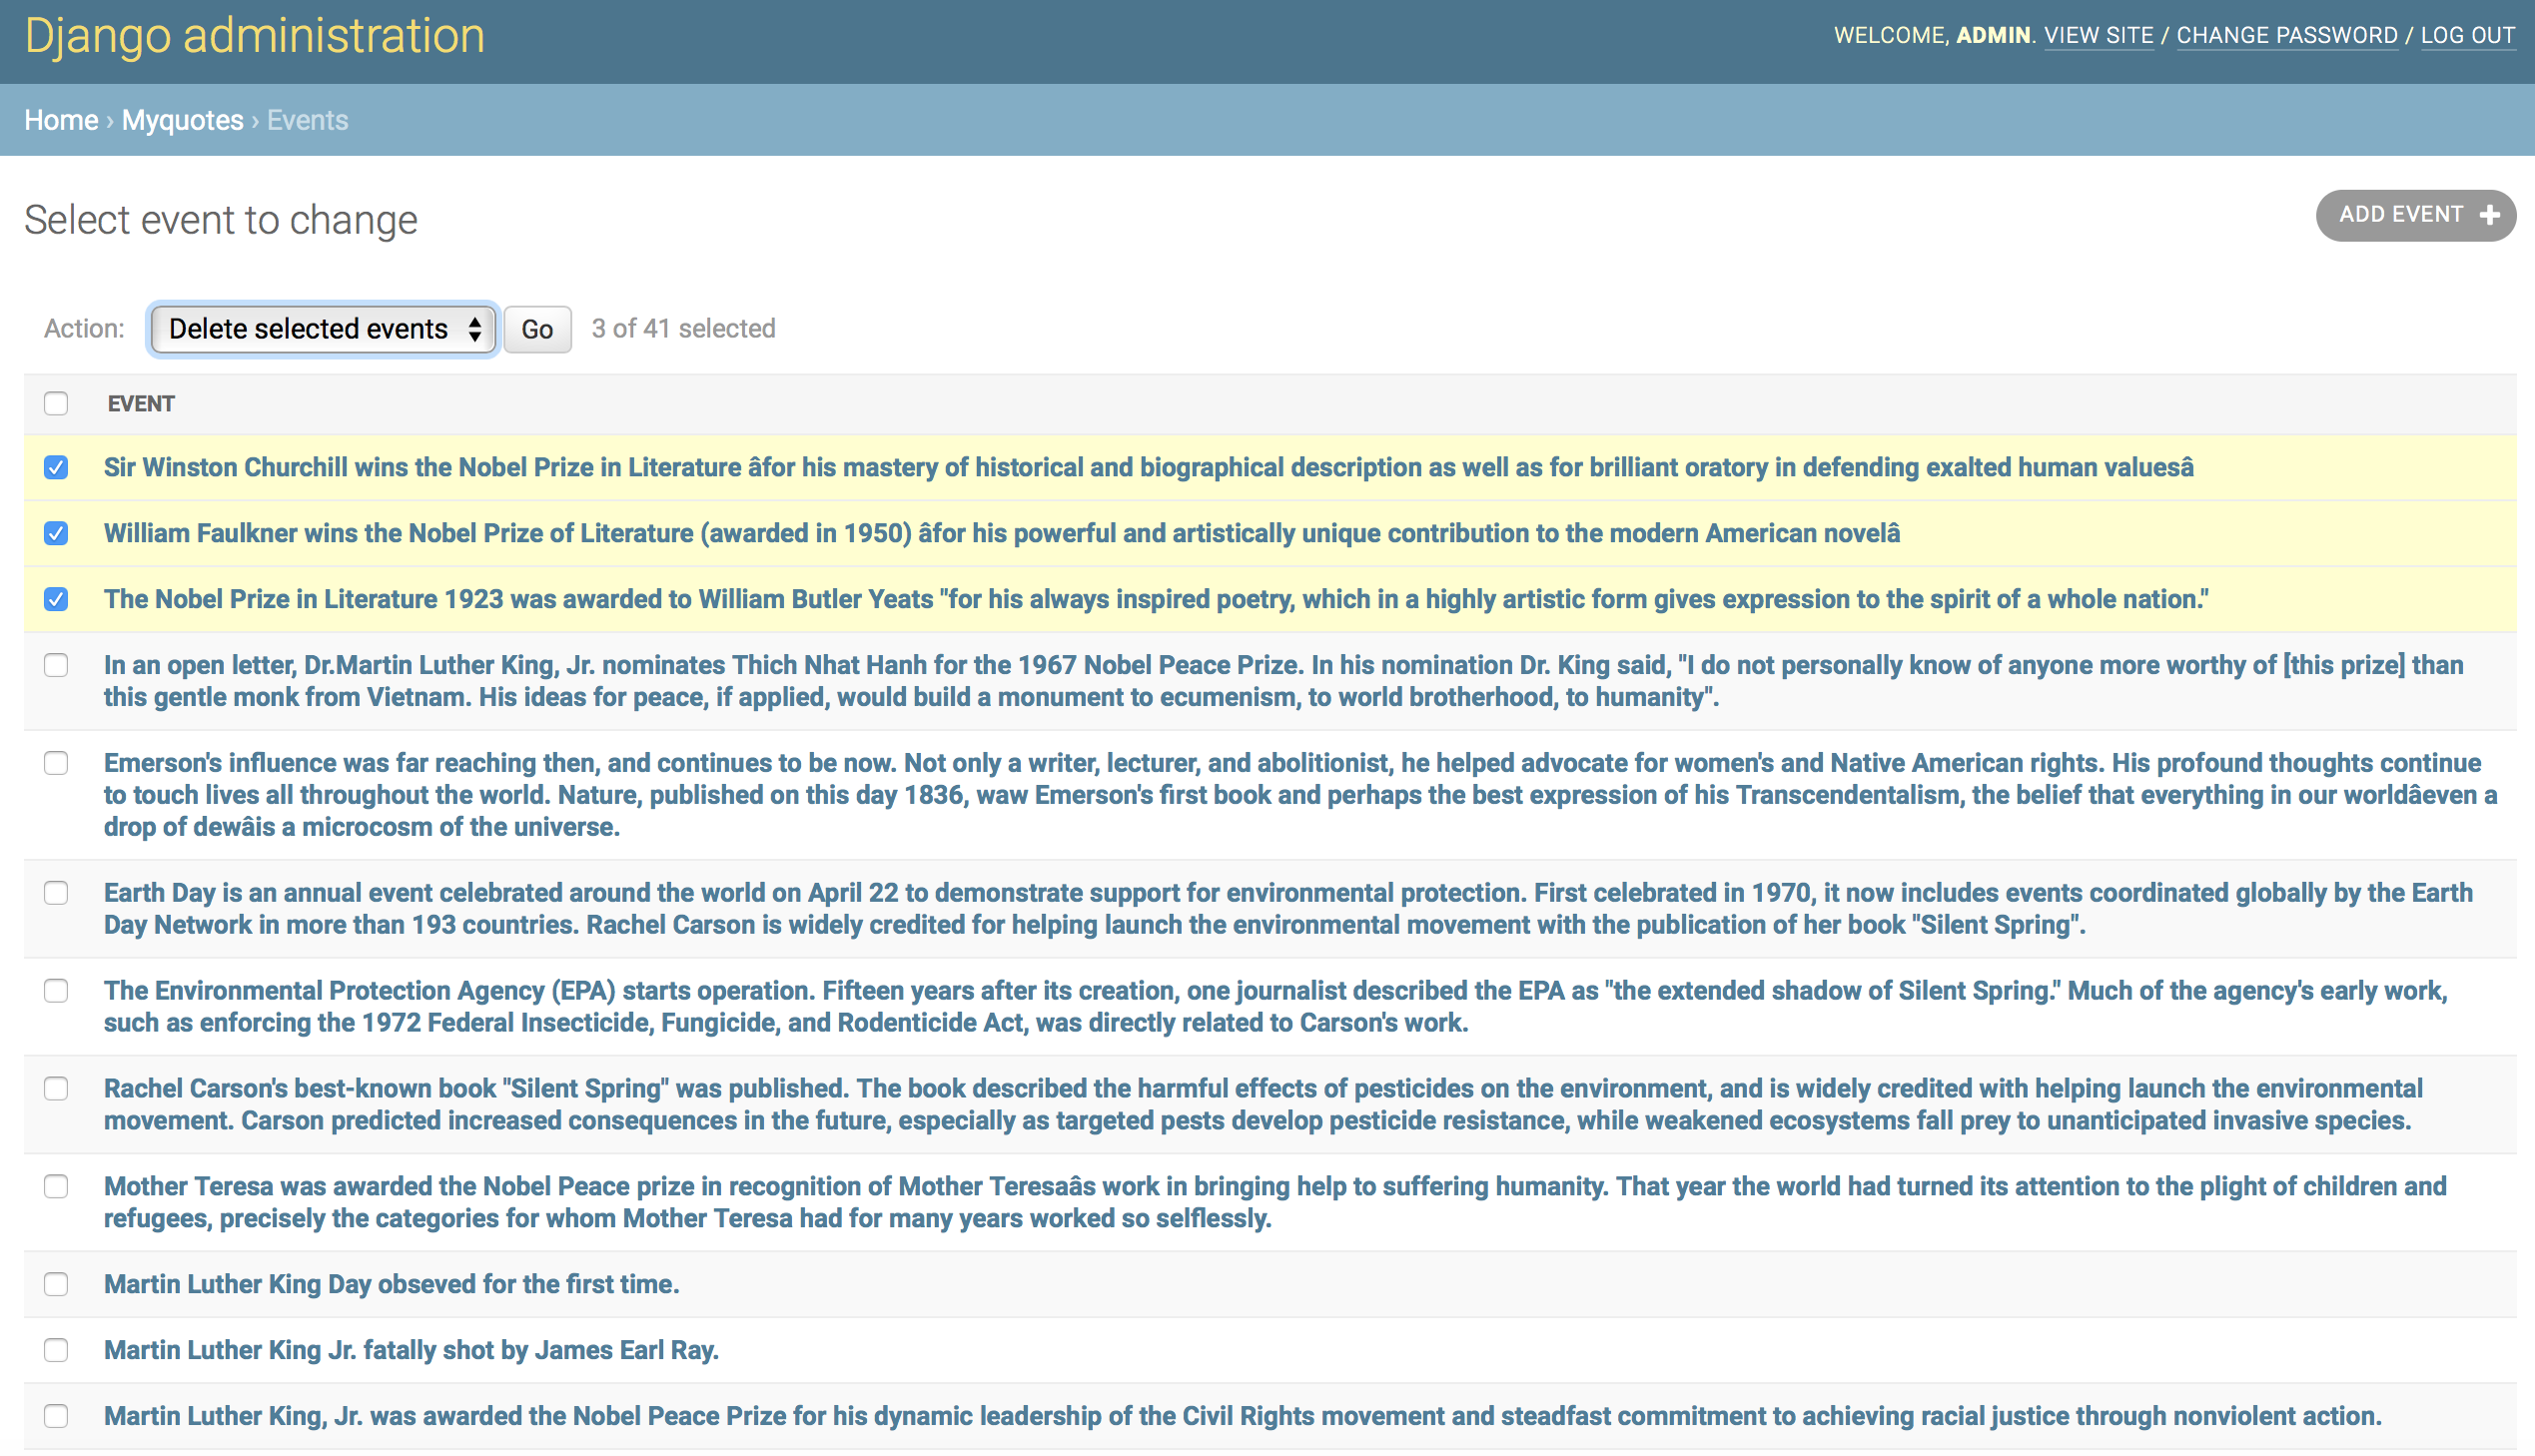 Django administration
WELCOME, ADMIN. VIEW SITE / CHANGE PASSWORD / LOG OUT
Home › Myquotes › Events
Select event to change
ADD EVENT +
Action: Delete selected events Go 3 of 41 selected
EVENT
Sir Winston Churchill wins the Nobel Prize in Literature âfor his mastery of historical and biographical description as well as for brilliant oratory in defending exalted human valuesâ
William Faulkner wins the Nobel Prize of Literature (awarded in 1950) âfor his powerful and artistically unique contribution to the modern American novelâ
The Nobel Prize in Literature 1923 was awarded to William Butler Yeats "for his always inspired poetry, which in a highly artistic form gives expression to the spirit of a whole nation."
In an open letter, Dr.Martin Luther King, Jr. nominates Thich Nhat Hanh for the 1967 Nobel Peace Prize. In his nomination Dr. King said, "I do not personally know of anyone more worthy of [this prize] than
this gentle monk from Vietnam. His ideas for peace, if applied, would build a monument to ecumenism, to world brotherhood, to humanity".
Emerson's influence was far reaching then, and continues to be now. Not only a writer, lecturer, and abolitionist, he helped advocate for women's and Native American rights. His profound thoughts continue
to touch lives all throughout the world. Nature, published on this day 1836, waw Emerson's first book and perhaps the best expression of his Transcendentalism, the belief that everything in our worldâeven a
drop of dewâis a microcosm of the universe.
Earth Day is an annual event celebrated around the world on April 22 to demonstrate support for environmental protection. First celebrated in 1970, it now includes events coordinated globally by the Earth
Day Network in more than 193 countries. Rachel Carson is widely credited for helping launch the environmental movement with the publication of her book "Silent Spring".
The Environmental Protection Agency (EPA) starts operation. Fifteen years after its creation, one journalist described the EPA as "the extended shadow of Silent Spring." Much of the agency's early work,
such as enforcing the 1972 Federal Insecticide, Fungicide, and Rodenticide Act, was directly related to Carson's work.
Rachel Carson's best-known book "Silent Spring" was published. The book described the harmful effects of pesticides on the environment, and is widely credited with helping launch the environmental
movement. Carson predicted increased consequences in the future, especially as targeted pests develop pesticide resistance, while weakened ecosystems fall prey to unanticipated invasive species.
Mother Teresa was awarded the Nobel Peace prize in recognition of Mother Teresaâs work in bringing help to suffering humanity. That year the world had turned its attention to the plight of children and
refugees, precisely the categories for whom Mother Teresa had for many years worked so selflessly.
Martin Luther King Day obseved for the first time.
Martin Luther King Jr. fatally shot by James Earl Ray.
Martin Luther King, Jr. was awarded the Nobel Peace Prize for his dynamic leadership of the Civil Rights movement and steadfast commitment to achieving racial justice through nonviolent action.